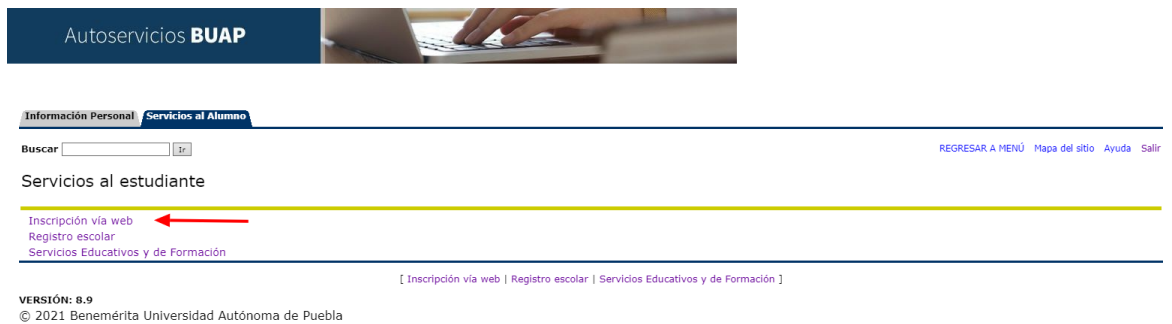 Autoservicios BUAP
Información Personal Servicios al Alumno
Buscar Ir REGRESAR A MENÚ Mapa del sitio Ayuda Salir
Servicios al estudiante
Inscripción vía web
Registro escolar
Servicios Educativos y de Formación
[ Inscripción vía web | Registro escolar | Servicios Educativos y de Formación ]
VERSIÓN: 8.9
© 2021 Benemérita Universidad Autónoma de Puebla